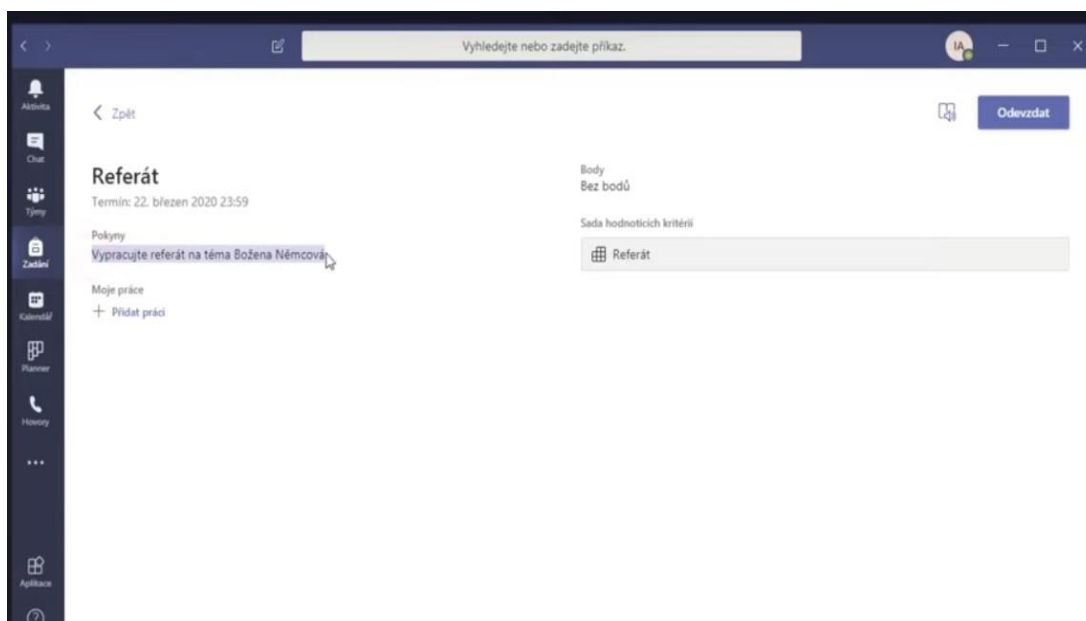 Vyhledejte nebo zadejte příkaz.
IA
Aktivita
Chat
Týmy
Zadání
Kalendář
Planner
Hovory
Aplikace
Zpět
Odevzdat
Referát
Termín: 22. březen 2020 23:59
Pokyny
Vypracujte referát na téma Božena Němcová
Moje práce
+ Přidat práci
Body
Bez bodů
Sada hodnoticích kritérií
Referát